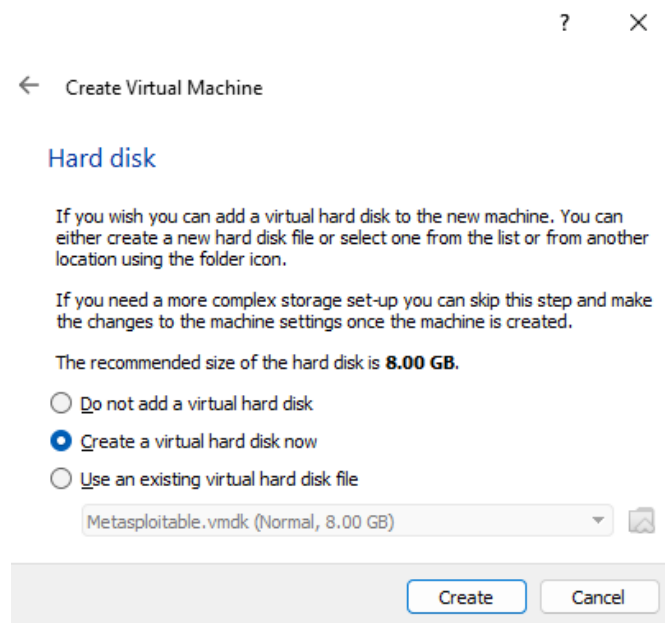 ?
Create Virtual Machine
Hard disk
If you wish you can add a virtual hard disk to the new machine. You can
either create a new hard disk file or select one from the list or from another
location using the folder icon.
If you need a more complex storage set-up you can skip this step and make
the changes to the machine settings once the machine is created.
The recommended size of the hard disk is 8.00 GB.
Do not add a virtual hard disk
Create a virtual hard disk now
Use an existing virtual hard disk file
Metasploitable.vmdk (Normal, 8.00 GB)
Create Cancel